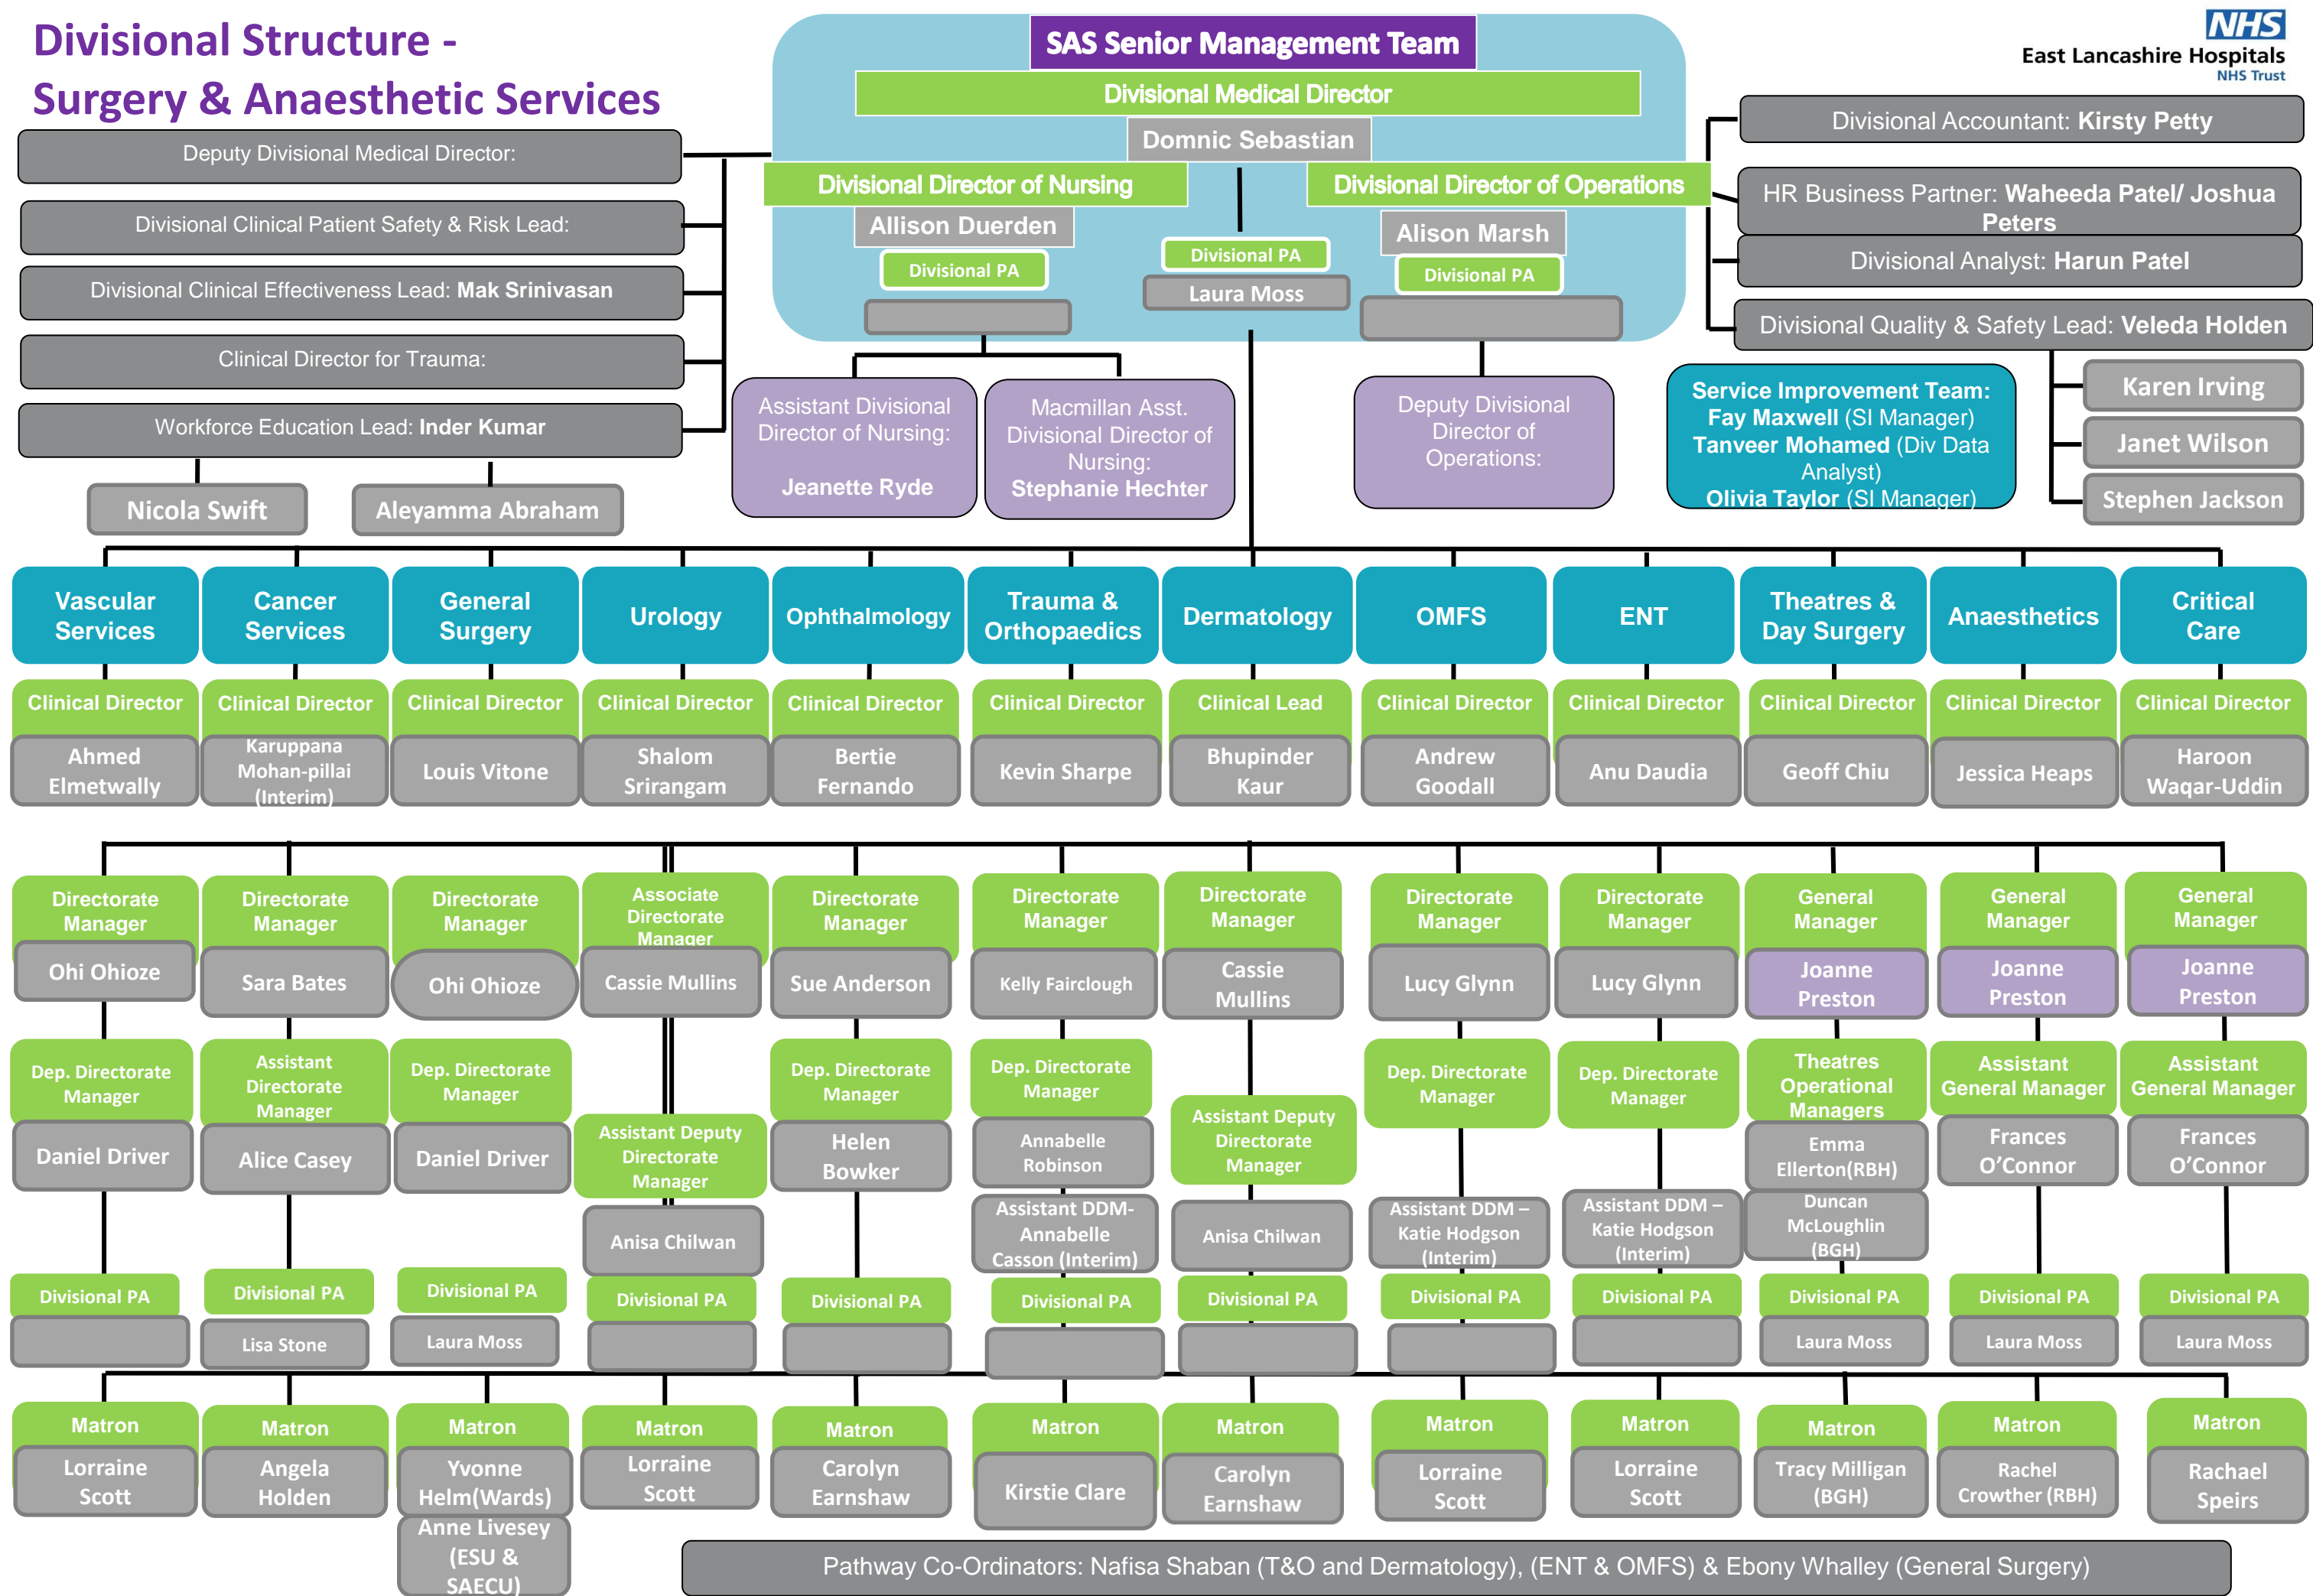 Divisional Structure -
Surgery & Anaesthetic Services
SAS Senior Management Team
NHS
East Lancashire Hospitals
NHS Trust
Divisional Medical Director
Domnic Sebastian
Divisional Director of Nursing
Allison Duerden
Divisional PA
Divisional PA
Laura Moss
Divisional Director of Operations
Alison Marsh
Divisional PA
Deputy Divisional Medical Director:
Divisional Clinical Patient Safety & Risk Lead:
Divisional Clinical Effectiveness Lead: Mak Srinivasan
Clinical Director for Trauma:
Workforce Education Lead: Inder Kumar
Nicola Swift
Aleyamma Abraham
Divisional Accountant: Kirsty Petty
HR Business Partner: Waheeda Patel/ Joshua
Peters
Divisional Analyst: Harun Patel
Divisional Quality & Safety Lead: Veleda Holden
Karen Irving
Janet Wilson
Stephen Jackson
Assistant Divisional
Director of Nursing:
Jeanette Ryde
Macmillan Asst.
Divisional Director of
Nursing:
Stephanie Hechter
Deputy Divisional
Director of
Operations:
Service Improvement Team:
Fay Maxwell (SI Manager)
Tanveer Mohamed (Div Data
Analyst)
Olivia Taylor (SI Manager)
Vascular
Services
Cancer
Services
General
Surgery
Urology
Ophthalmology
Trauma &
Orthopaedics
Dermatology
OMFS
ENT
Theatres &
Day Surgery
Anaesthetics
Critical
Care
Clinical Director
Ahmed
Elmetwally
Clinical Director
Karuppana
Mohan-pillai
(Interim)
Clinical Director
Louis Vitone
Clinical Director
Shalom
Srirangam
Clinical Director
Bertie
Fernando
Clinical Director
Kevin Sharpe
Clinical Lead
Bhupinder
Kaur
Clinical Director
Andrew
Goodall
Clinical Director
Anu Daudia
Clinical Director
Geoff Chiu
Clinical Director
Jessica Heaps
Clinical Director
Haroon
Waqar-Uddin
Directorate
Manager
Ohi Ohioze
Directorate
Manager
Sara Bates
Directorate
Manager
Ohi Ohioze
Associate
Directorate
Manager
Cassie Mullins
Directorate
Manager
Sue Anderson
Directorate
Manager
Kelly Fairclough
Directorate
Manager
Cassie
Mullins
Directorate
Manager
Lucy Glynn
Directorate
Manager
Lucy Glynn
General
Manager
Joanne
Preston
General
Manager
Joanne
Preston
General
Manager
Joanne
Preston
Dep. Directorate
Manager
Daniel Driver
Assistant
Directorate
Manager
Alice Casey
Dep. Directorate
Manager
Daniel Driver
Assistant Deputy
Directorate
Manager
Anisa Chilwan
Dep. Directorate
Manager
Helen
Bowker
Dep. Directorate
Manager
Annabelle
Robinson
Assistant DDM-
Annabelle
Casson (Interim)
Assistant Deputy
Directorate
Manager
Anisa Chilwan
Dep. Directorate
Manager
Assistant DDM –
Katie Hodgson
(Interim)
Dep. Directorate
Manager
Assistant DDM –
Katie Hodgson
(Interim)
Theatres
Operational
Managers
Emma
Ellerton(RBH)
Duncan
McLoughlin
(BGH)
Assistant
General Manager
Frances
O’Connor
Assistant
General Manager
Frances
O’Connor
Divisional PA
Divisional PA
Lisa Stone
Divisional PA
Laura Moss
Divisional PA
Divisional PA
Divisional PA
Divisional PA
Divisional PA
Divisional PA
Divisional PA
Laura Moss
Divisional PA
Laura Moss
Divisional PA
Laura Moss
Matron
Lorraine
Scott
Matron
Angela
Holden
Matron
Yvonne
Helm(Wards)
Anne Livesey
(ESU &
SAECU)
Matron
Lorraine
Scott
Matron
Carolyn
Earnshaw
Matron
Kirstie Clare
Matron
Carolyn
Earnshaw
Matron
Lorraine
Scott
Matron
Lorraine
Scott
Matron
Tracy Milligan
(BGH)
Matron
Rachel
Crowther (RBH)
Matron
Rachael
Speirs
Pathway Co-Ordinators: Nafisa Shaban (T&O and Dermatology), (ENT & OMFS) & Ebony Whalley (General Surgery)